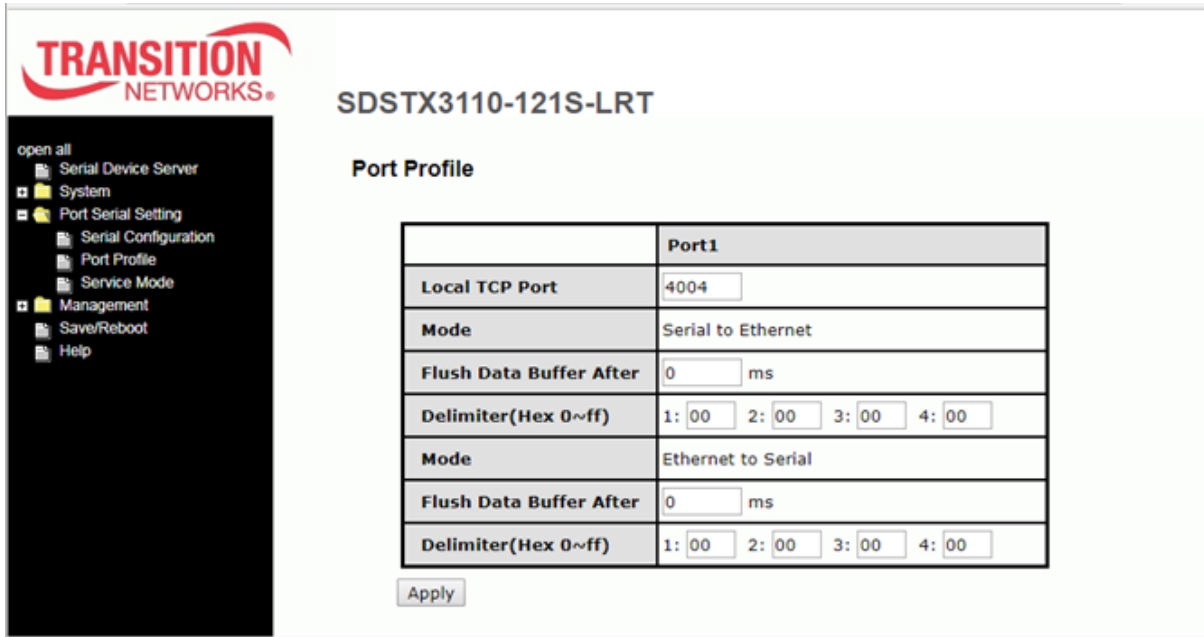 TRANSITION
NETWORKS®
SDSTX3110-121S-LRT
open all
Serial Device Server
System
Port Serial Setting
Serial Configuration
Port Profile
Service Mode
Management
Save/Reboot
Help
Port Profile
Port1
Local TCP Port 4004
Mode Serial to Ethernet
Flush Data Buffer After 0 ms
Delimiter(Hex 0~ff) 1: 00 2: 00 3: 00 4: 00
Mode Ethernet to Serial
Flush Data Buffer After 0 ms
Delimiter(Hex 0~ff) 1: 00 2: 00 3: 00 4: 00
Apply